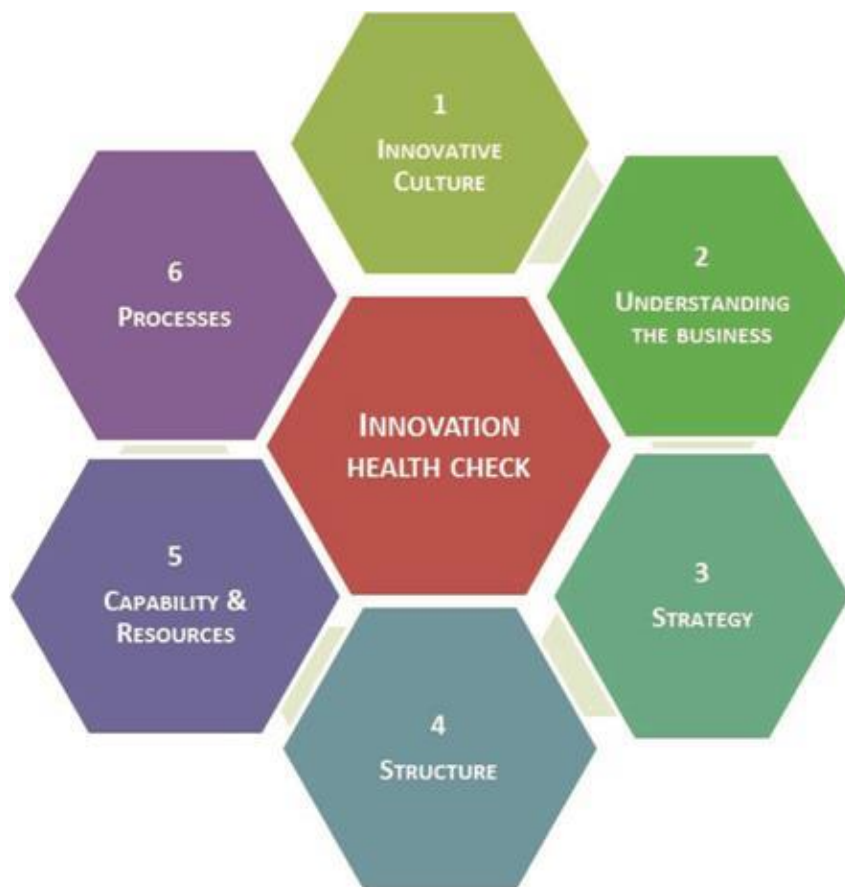 1
INNOVATIVE
CULTURE
2
UNDERSTANDING
THE BUSINESS
3
STRATEGY
4
STRUCTURE
5
CAPABILITY &
RESOURCES
6
PROCESSES
INNOVATION
HEALTH CHECK